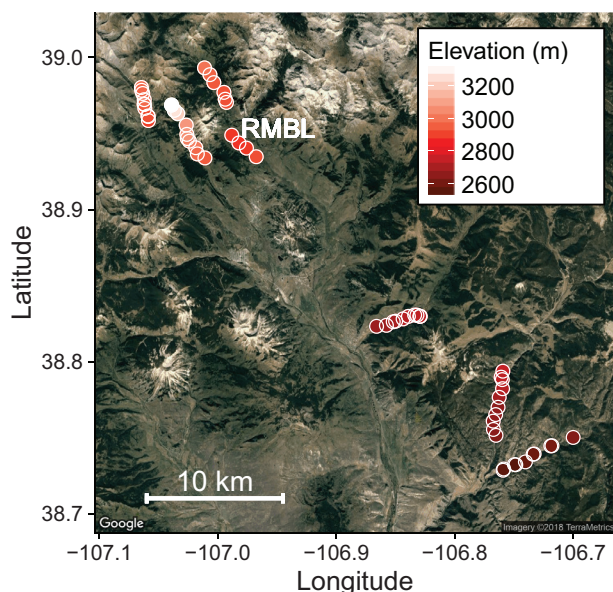 39.0
38.9
38.8
38.7
Latitude
Elevation (m)
3200
3000
2800
2600
RMBL
10 km
Google
Imagery ©2018 TerraMetrics
−107.1
−107.0
−106.9
−106.8
−106.7
Longitude